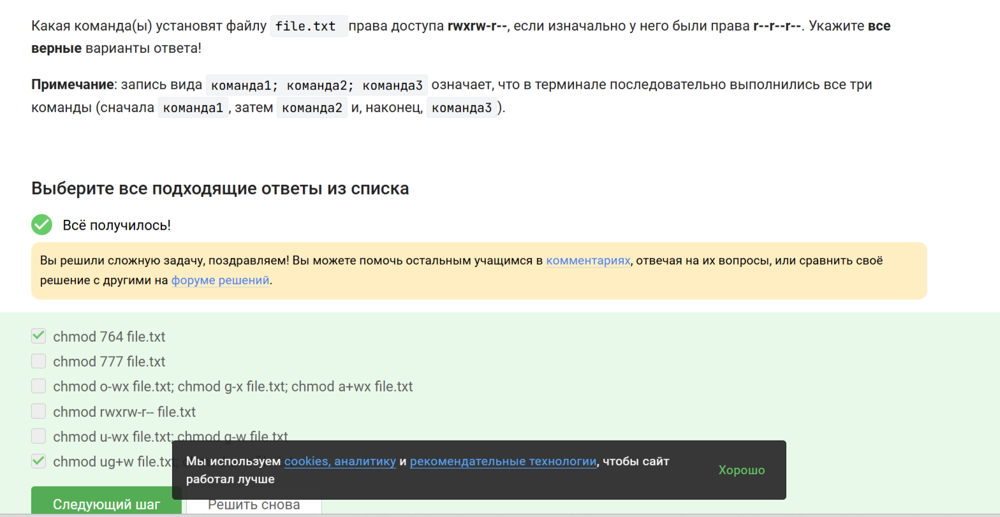 Какая команда(ы) установят файлу file.txt права доступа rwxrw-r--, если изначально у него были права r--r--r--. Укажите все
верные варианты ответа!
Примечание: запись вида команда1; команда2; команда3 означает, что в терминале последовательно выполнились все три
команды (сначала команда1, затем команда2 и, наконец, команда3).
Выберите все подходящие ответы из списка
Всё получилось!
Вы решили сложную задачу, поздравляем! Вы можете помочь остальным учащимся в комментариях, отвечая на их вопросы, или сравнить своё
решение с другими на форуме решений.
chmod 764 file.txt
chmod 777 file.txt
chmod o-wx file.txt; chmod g-x file.txt; chmod a+wx file.txt
chmod rwxrw-r-- file.txt
chmod u-wx file.txt; chmod g-w file.txt
chmod ug+w file.txt;
Мы используем cookies, аналитику и рекомендательные технологии, чтобы сайт
работал лучше
Хорошо
Следующий шаг
Решить снова